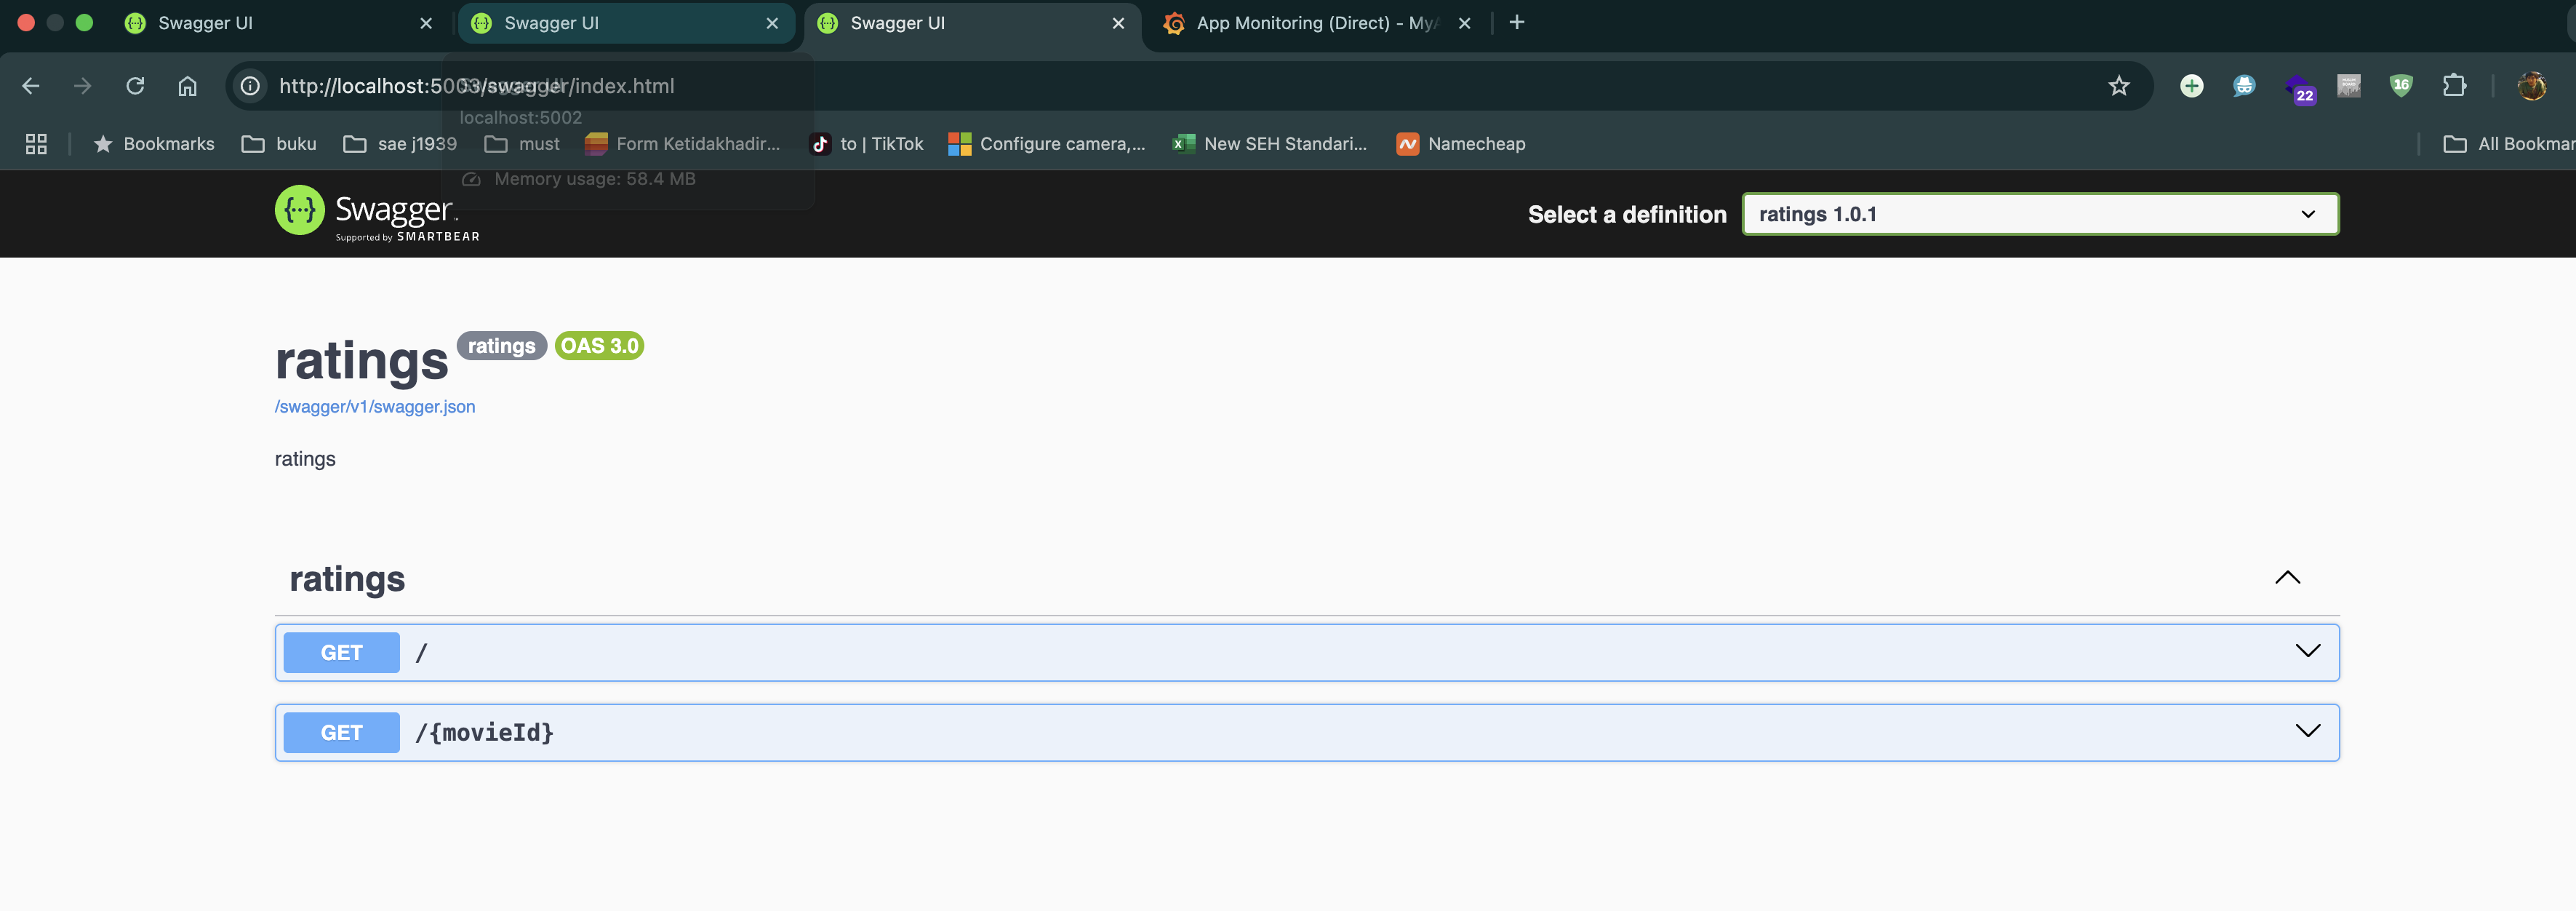 Swagger UI
Swagger UI
Swagger UI
App Monitoring (Direct) - My
http://localhost:5003/swagger/index.html
localhost:5002
22
16
Bookmarks
buku
sae j1939
must
Form Ketidakhadir...
to | TikTok
Configure camera,...
New SEH Standari...
Namecheap
All Bookmar
Memory usage: 58.4 MB
Swagger
Supported by SMARTBEAR
Select a definition
ratings 1.0.1
ratings ratings OAS 3.0
/swagger/v1/swagger.json
ratings
ratings
GET /
GET /{movieId}